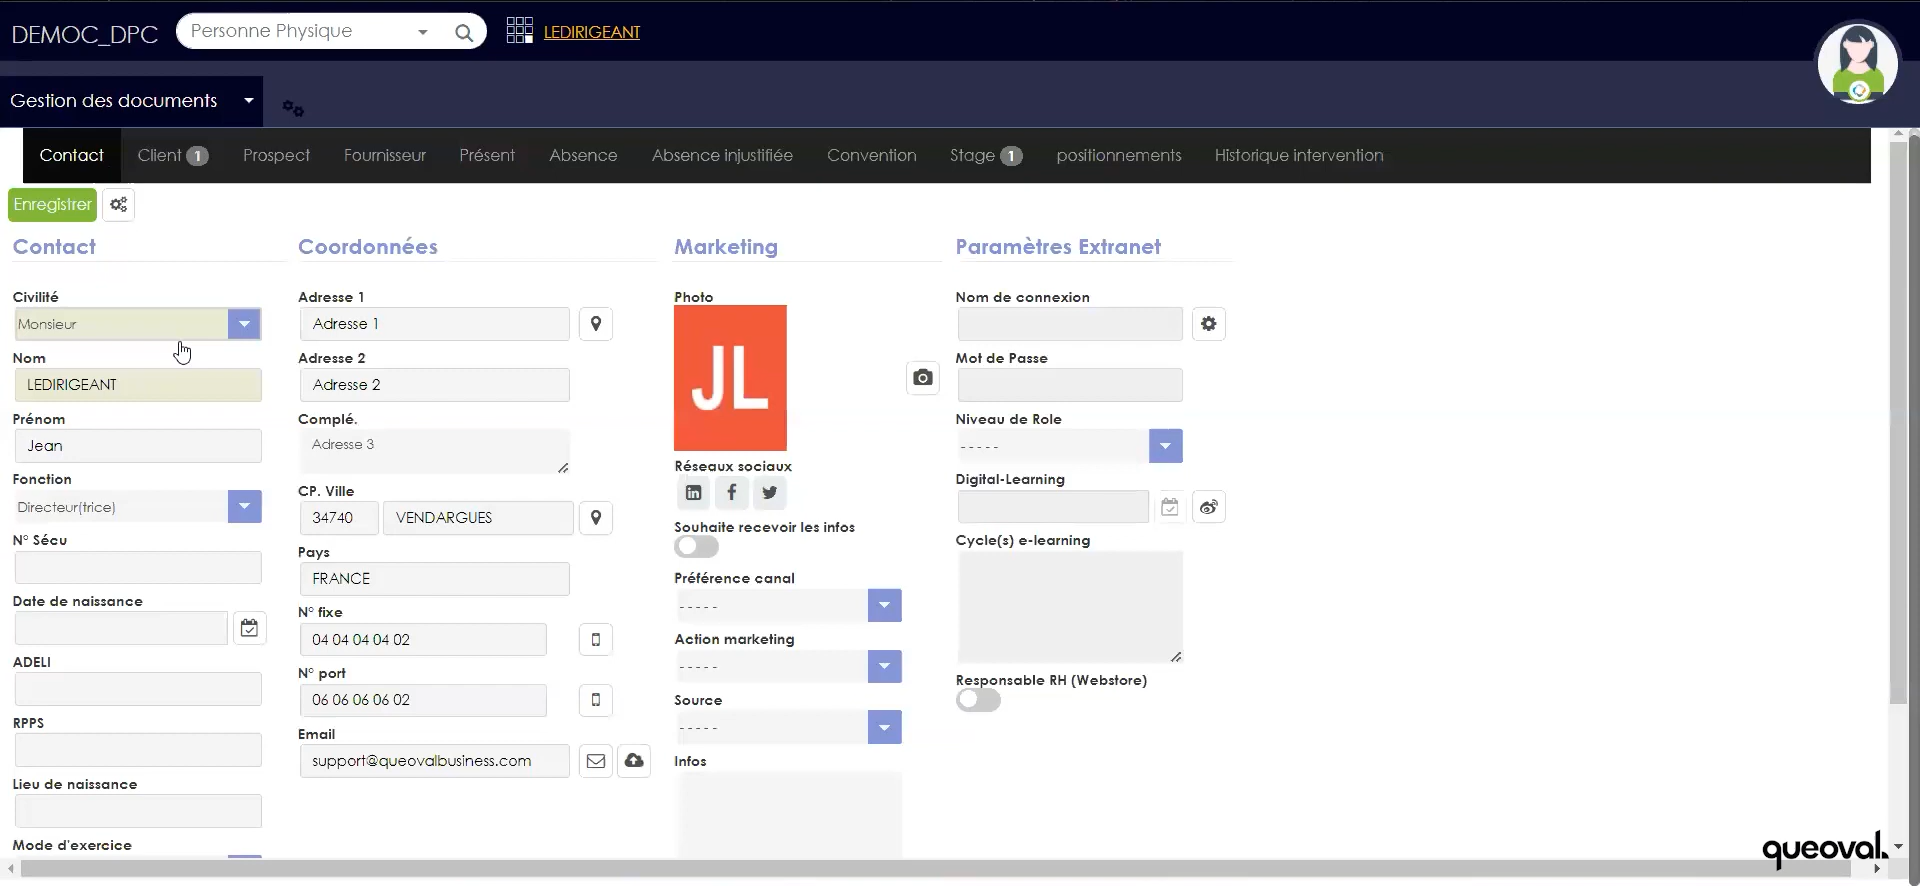 DEMOC_DPC
Personne Physique
LEDIRIGEANT
Gestion des documents
Contact
Client 1
Prospect
Fournisseur
Présent
Absence
Absence injustifiée
Convention
Stage 1
positionnements
Historique intervention
Enregistrer
Contact
Civilité
Monsieur
Nom
LEDIRIGEANT
Prénom
Jean
Fonction
Directeur(trice)
N° Sécu
Date de naissance
ADELI
RPPS
Lieu de naissance
Mode d'exercice
Coordonnées
Adresse 1
Adresse 1
Adresse 2
Adresse 2
Complé.
Adresse 3
CP. Ville
34740 VENDARGUES
Pays
FRANCE
N° fixe
04 04 04 04 02
N° port
06 06 06 06 02
Email
support@queovalbusiness.com
Marketing
Photo
JL
Réseaux sociaux
Souhaite recevoir les infos
Préférence canal
-----
Action marketing
-----
Source
-----
Infos
Paramètres Extranet
Nom de connexion
Mot de Passe
Niveau de Role
-----
Digital-Learning
Cycle(s) e-learning
Responsable RH (Webstore)
queoval.